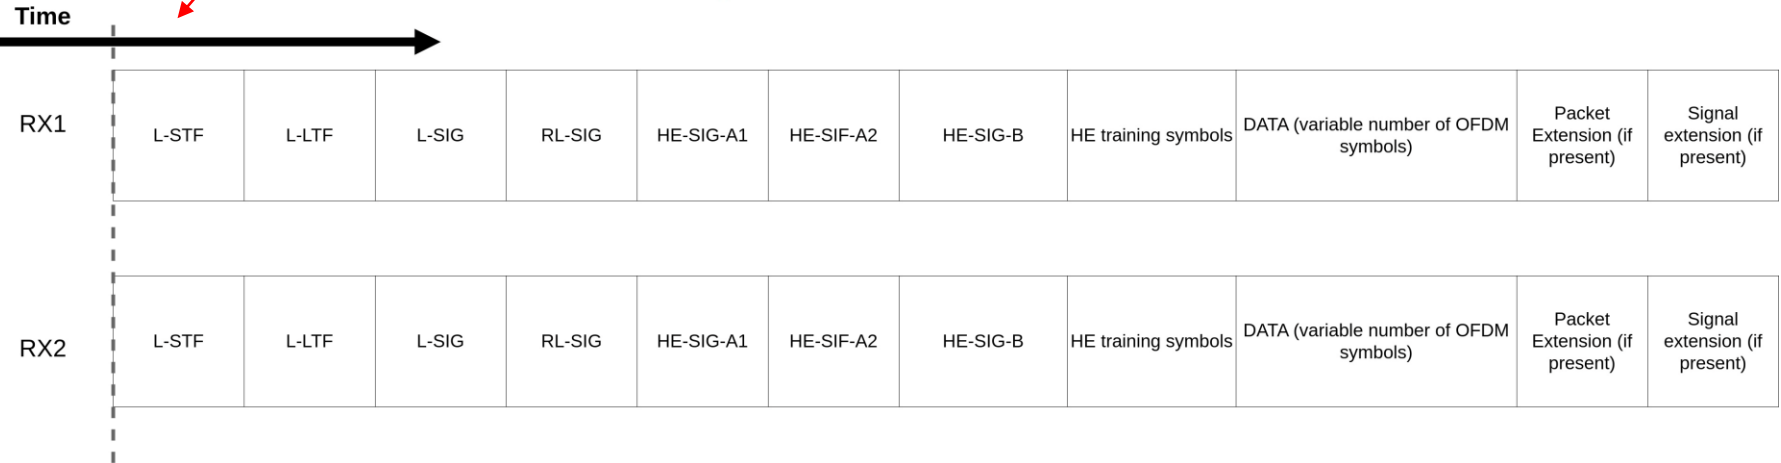 Time
RX1
L-STF
L-LTF
L-SIG
RL-SIG
HE-SIG-A1
HE-SIF-A2
HE-SIG-B
HE training symbols
DATA (variable number of OFDM
symbols)
Packet
Extension (if
present)
Signal
extension (if
present)
RX2
L-STF
L-LTF
L-SIG
RL-SIG
HE-SIG-A1
HE-SIF-A2
HE-SIG-B
HE training symbols
DATA (variable number of OFDM
symbols)
Packet
Extension (if
present)
Signal
extension (if
present)